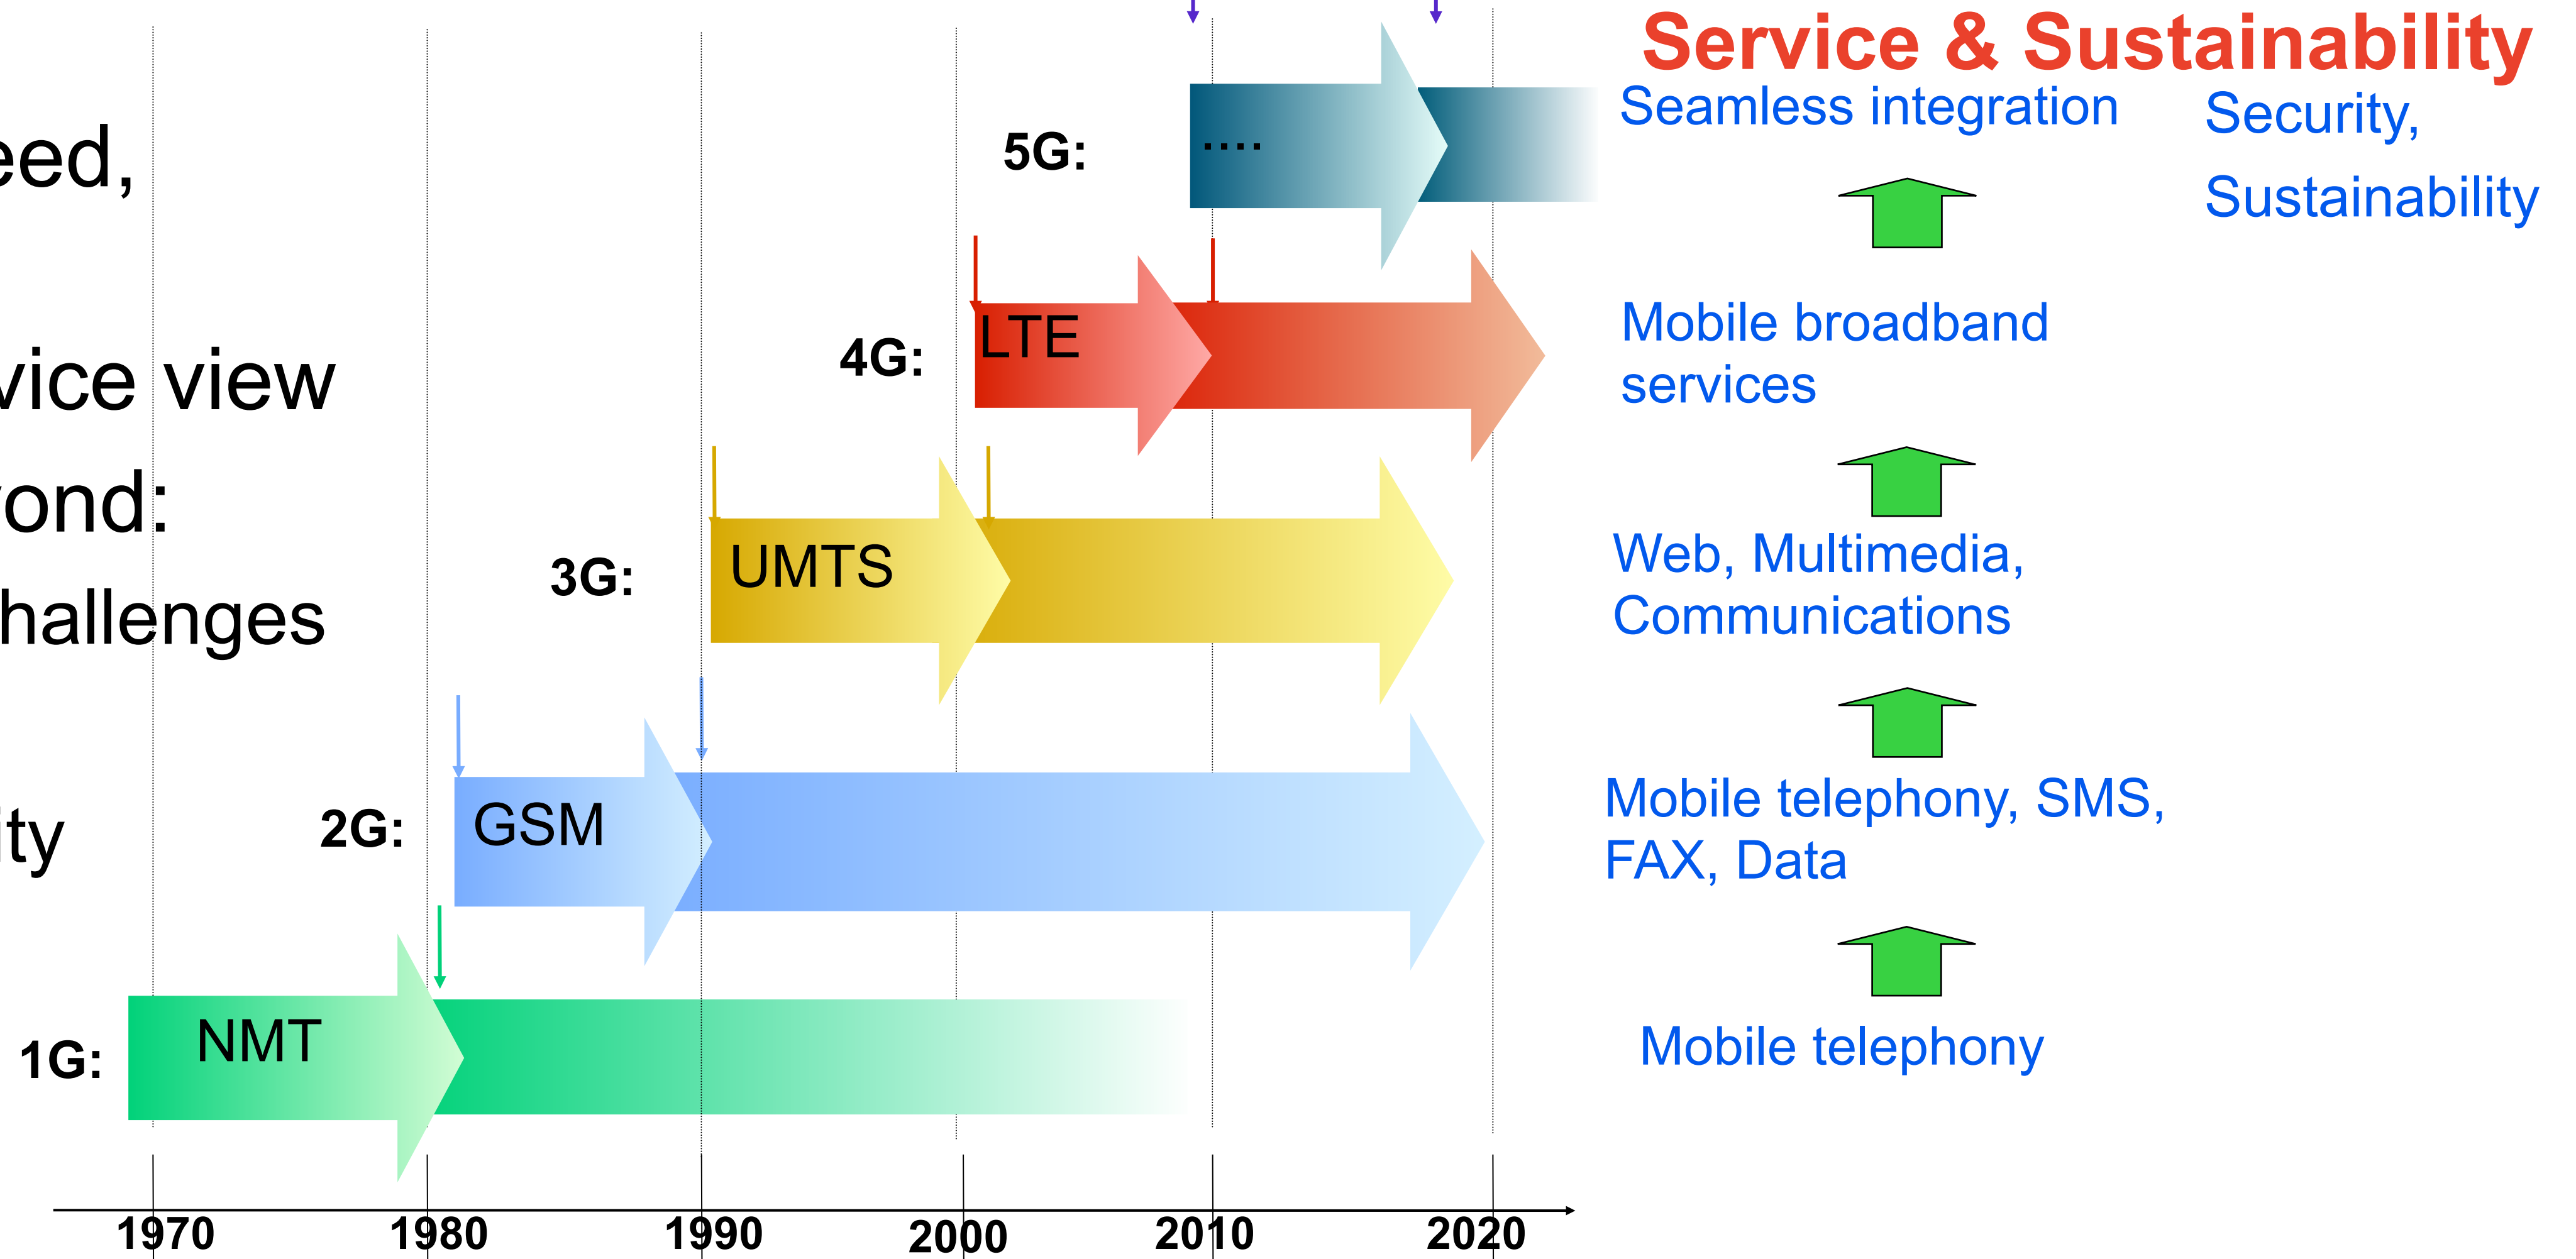 Service & Sustainability
Seamless integration
Security,
Sustainability
5G:
....
eed,
4G:
LTE
Mobile broadband
services
vice view
ond:
3G:
UMTS
Web, Multimedia,
Communications
hallenges
2G:
GSM
Mobile telephony, SMS,
FAX, Data
ity
1G:
NMT
Mobile telephony
1970 1980 1990 2000 2010 2020